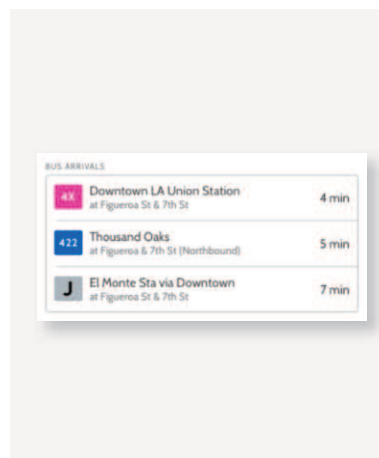 BUS ARRIVALS
4X
Downtown LA Union Station
at Figueroa St & 7th St
4 min
422
Thousand Oaks
at Figueroa & 7th St (Northbound)
5 min
J
El Monte Sta via Downtown
at Figueroa St & 7th St
7 min